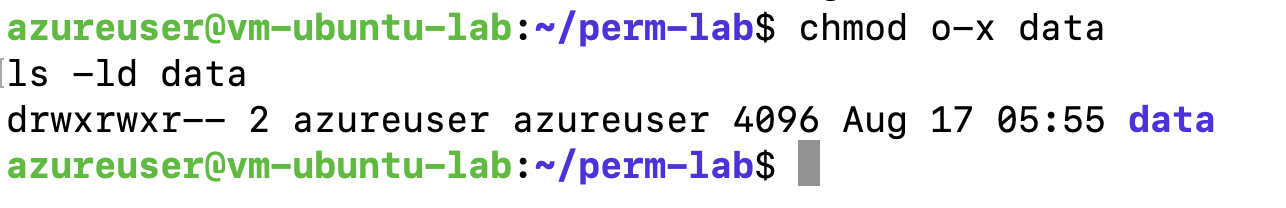 azureuser@vm-ubuntu-lab:~/perm-lab$ chmod o-x data
ls -ld data
drwxrwxr-- 2 azureuser azureuser 4096 Aug 17 05:55 data
azureuser@vm-ubuntu-lab:~/perm-lab$